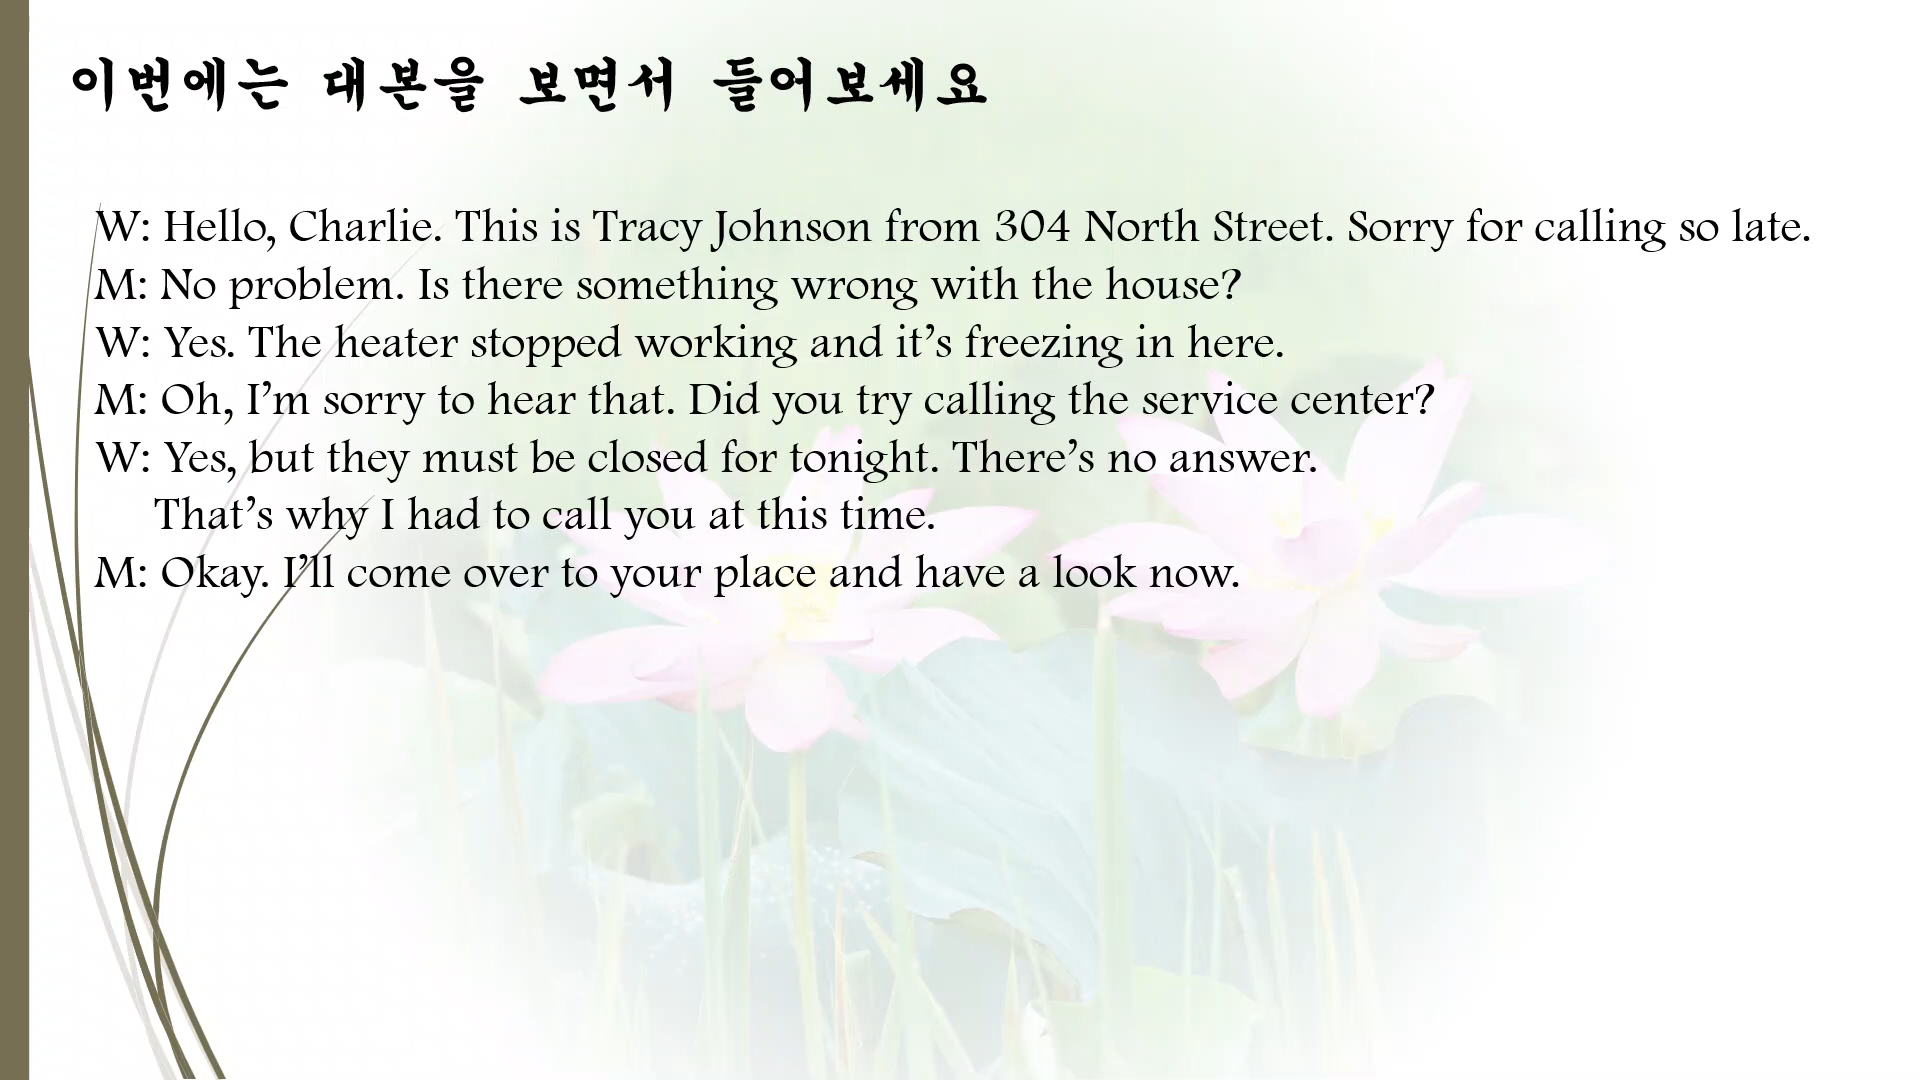 이번에는 대본을 보면서 들어보세요
W: Hello, Charlie. This is Tracy Johnson from 304 North Street. Sorry for calling so late.
M: No problem. Is there something wrong with the house?
W: Yes. The heater stopped working and it’s freezing in here.
M: Oh, I’m sorry to hear that. Did you try calling the service center?
W: Yes, but they must be closed for tonight. There’s no answer.
That’s why I had to call you at this time.
M: Okay. I’ll come over to your place and have a look now.